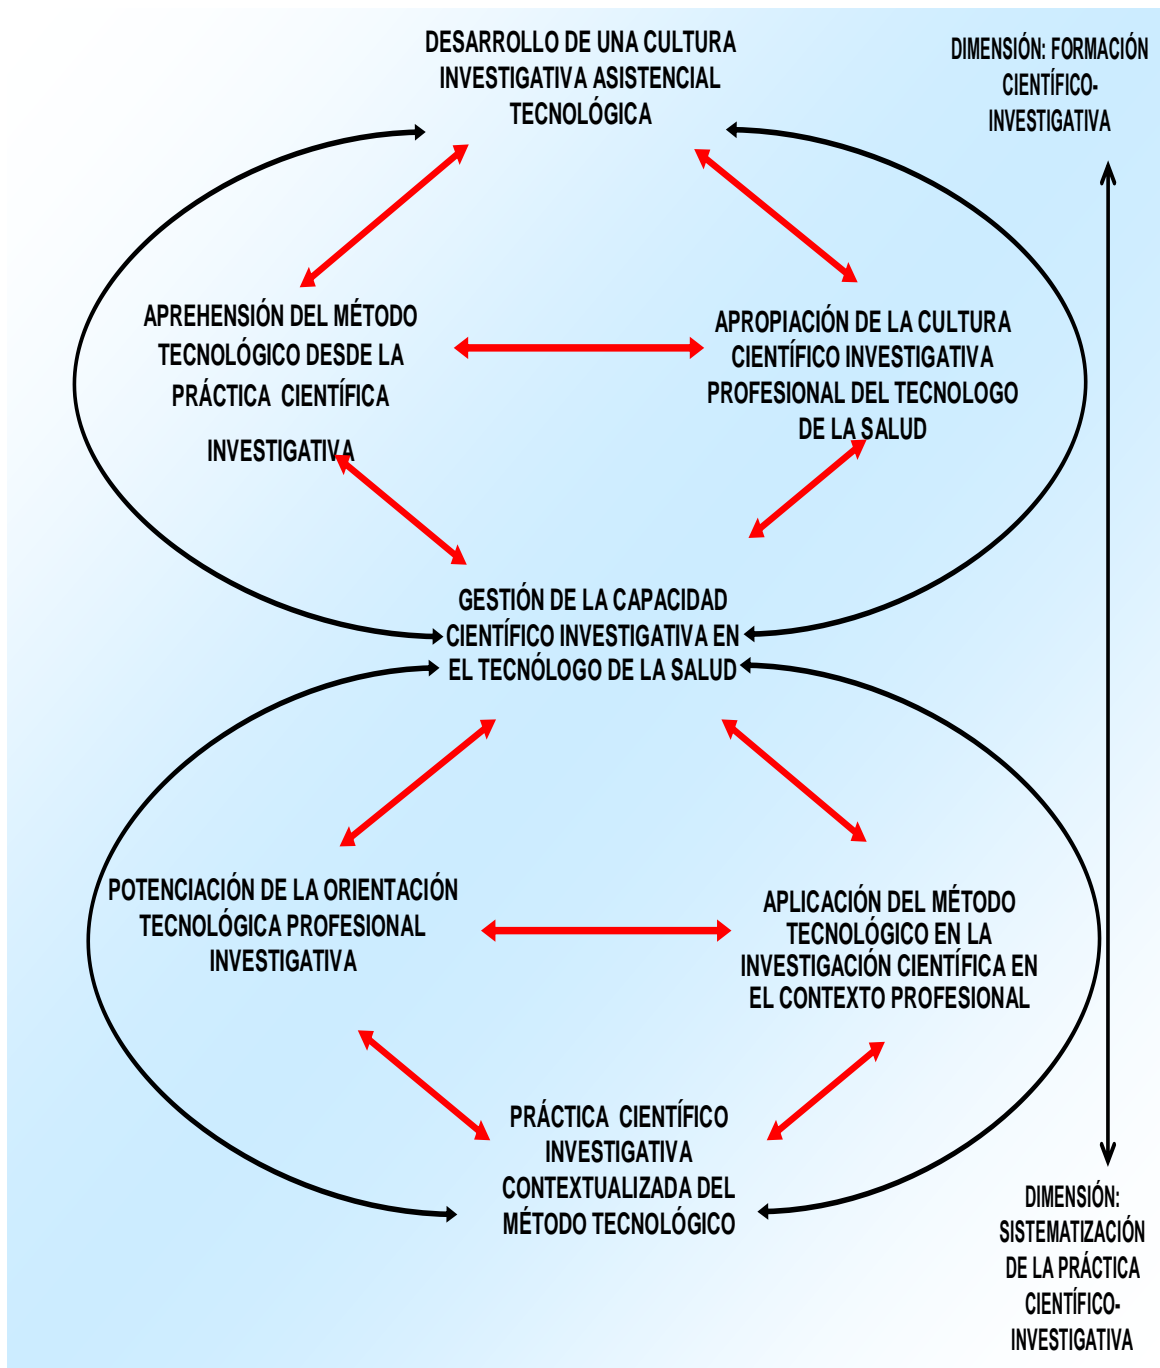 DESARROLLO DE UNA CULTURA
INVESTIGATIVA ASISTENCIAL
TECNOLÓGICA
DIMENSIÓN: FORMACIÓN
CIENTÍFICO-
INVESTIGATIVA
APREHENSIÓN DEL MÉTODO
TECNOLÓGICO DESDE LA
PRÁCTICA CIENTÍFICA
INVESTIGATIVA
APROPIACIÓN DE LA CULTURA
CIENTÍFICO INVESTIGATIVA
PROFESIONAL DEL TECNOLOGO
DE LA SALUD
GESTIÓN DE LA CAPACIDAD
CIENTÍFICO INVESTIGATIVA EN
EL TECNÓLOGO DE LA SALUD
POTENCIACIÓN DE LA ORIENTACIÓN
TECNOLÓGICA PROFESIONAL
INVESTIGATIVA
APLICACIÓN DEL MÉTODO
TECNOLÓGICO EN LA
INVESTIGACIÓN CIENTÍFICA EN
EL CONTEXTO PROFESIONAL
PRÁCTICA CIENTÍFICO
INVESTIGATIVA
CONTEXTUALIZADA DEL
MÉTODO TECNOLÓGICO
DIMENSIÓN:
SISTEMATIZACIÓN
DE LA PRÁCTICA
CIENTÍFICO-
INVESTIGATIVA